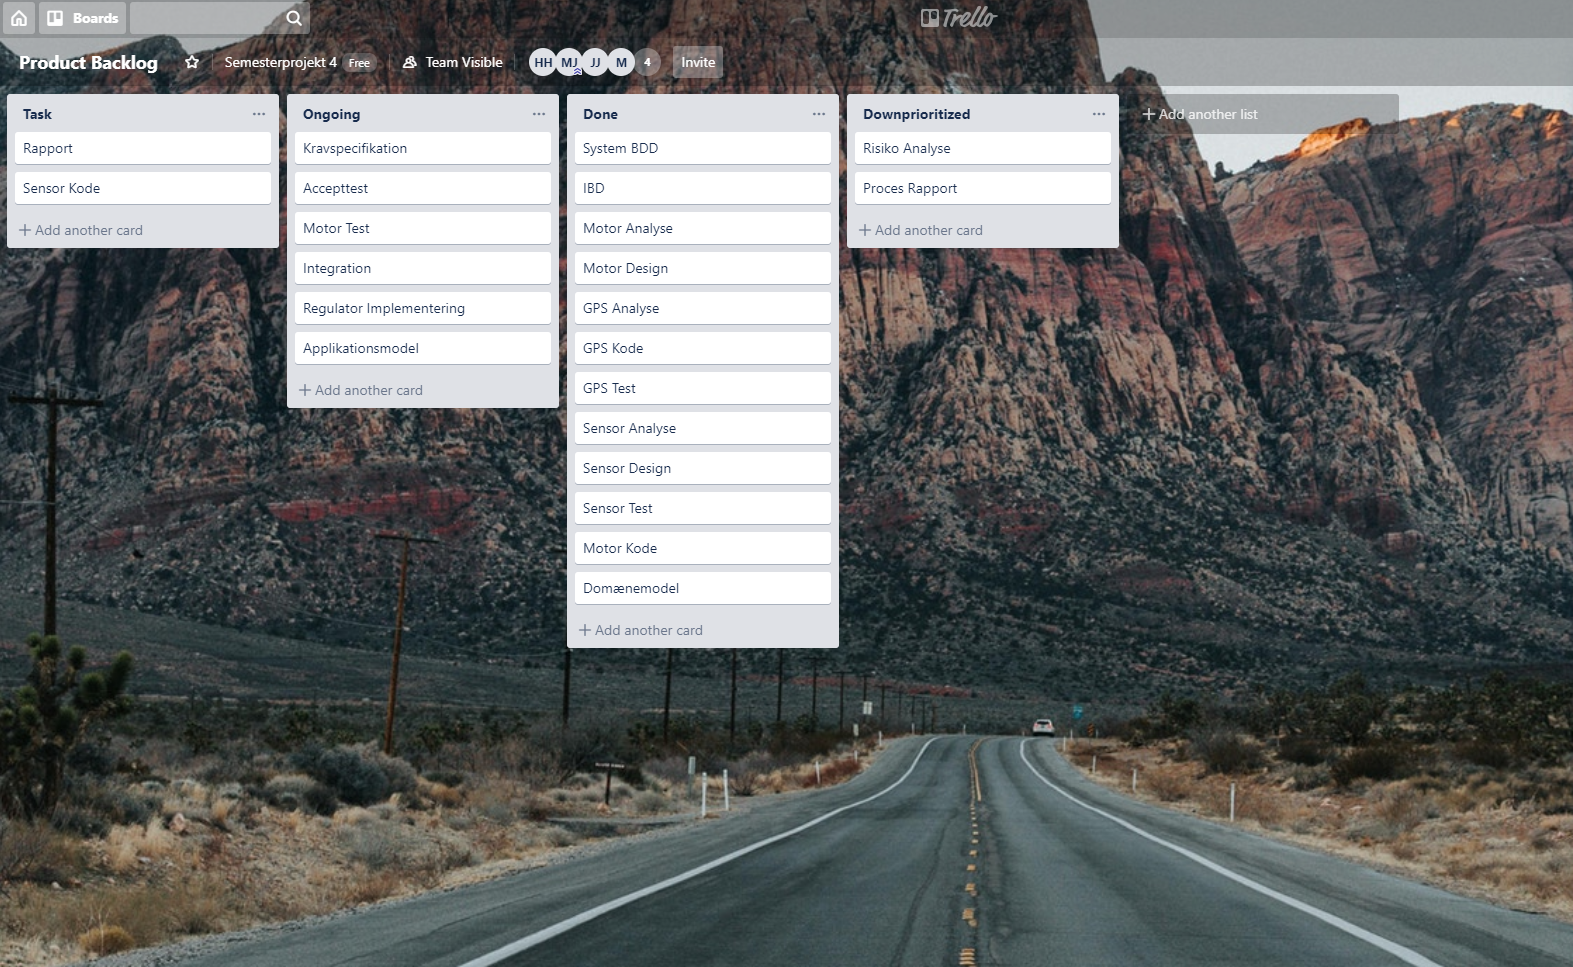 Boards
Trello
Product Backlog
Semesterprojekt 4 Free
Team Visible
HH MJ JJ M 4
Invite
Task
Rapport
Sensor Kode
Add another card
Ongoing
Kravspecifikation
Accepttest
Motor Test
Integration
Regulator Implementering
Applikationsmodel
Add another card
Done
System BDD
IBD
Motor Analyse
Motor Design
GPS Analyse
GPS Kode
GPS Test
Sensor Analyse
Sensor Design
Sensor Test
Motor Kode
Domænemodel
Add another card
Downprioritized
Risiko Analyse
Proces Rapport
Add another card
Add another list